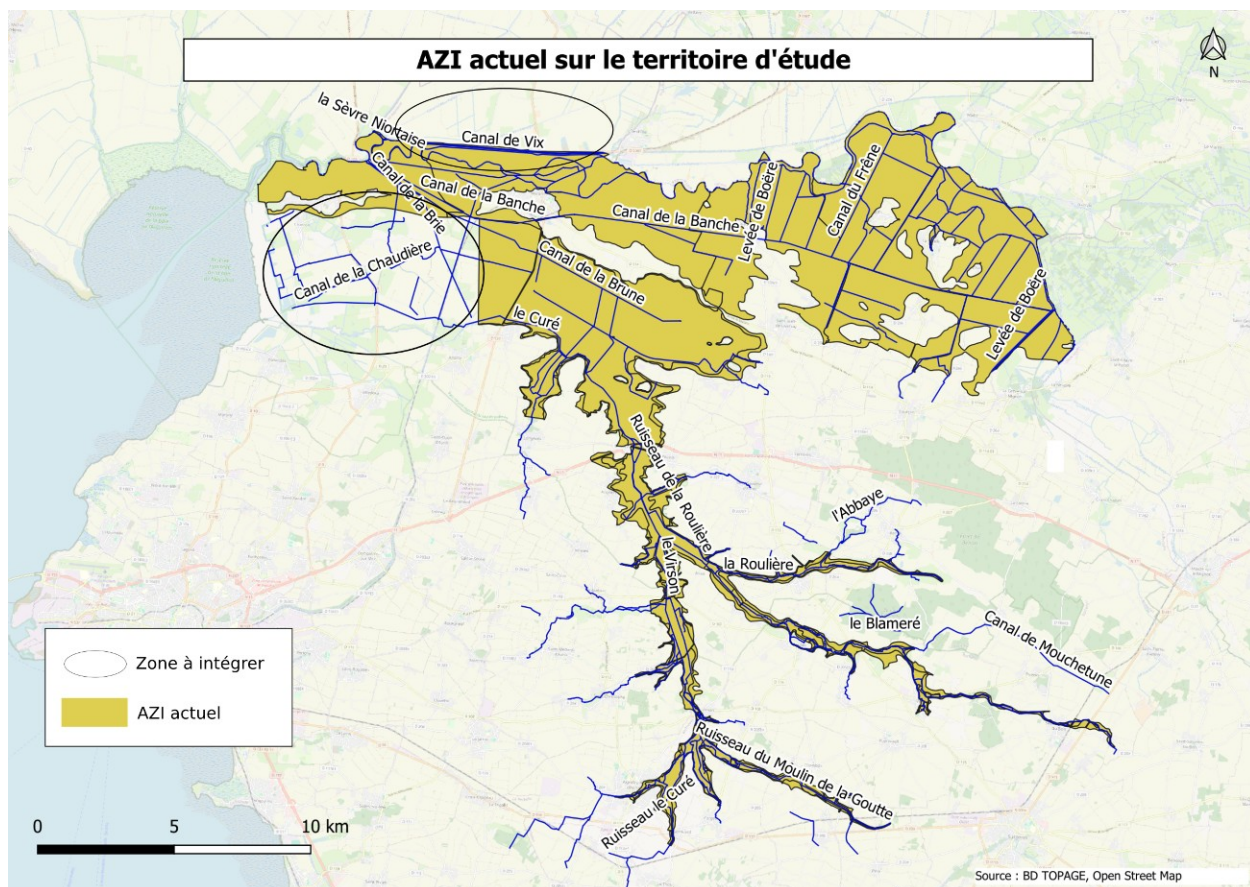 AZI actuel sur le territoire d'étude
N
la Sèvre Niortaise
Canal de Vix
Canal de la Brie
Canal de la Banche
Canal de la Banche
Levée de Boëre
Canal du Frêne
Canal de la Chaudière
Canal de la Brune
le Curé
Levée de Boëre
Ruisseau de la Roulière
l'Abbaye
la Roulière
le Virson
le Blameré
Canal de Mouchetune
Zone à intégrer
AZI actuel
Ruisseau du Moulin de la Goutte
Ruisseau le Curé
0 5 10 km
Source : BD TOPAGE, Open Street Map